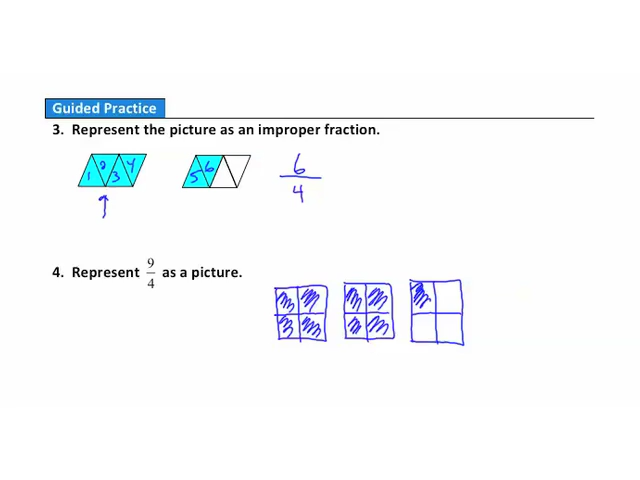 Guided Practice
3. Represent the picture as an improper fraction.
1 2 3 4 5 6
6/4
4. Represent 9/4 as a picture.